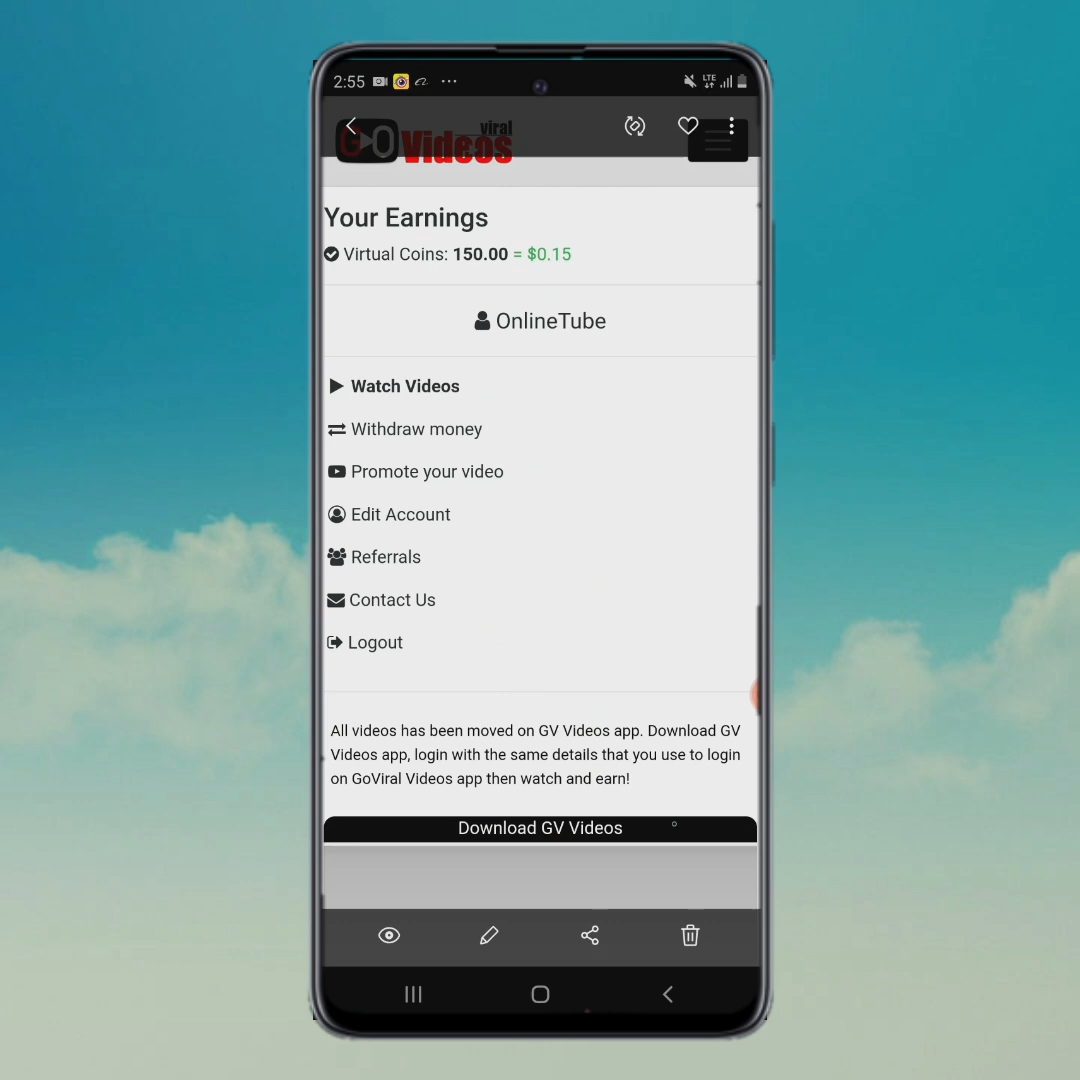 2:55
LTE
GO viral
Videos
Your Earnings
Virtual Coins: 150.00 = $0.15
OnlineTube
Watch Videos
Withdraw money
Promote your video
Edit Account
Referrals
Contact Us
Logout
All videos has been moved on GV Videos app. Download GV
Videos app, login with the same details that you use to login
on GoViral Videos app then watch and earn!
Download GV Videos